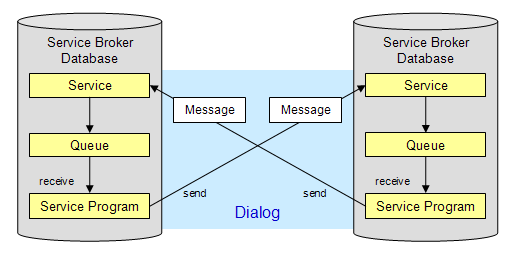 Service Broker
Database
Service
Queue
receive
Service Program
Message
Message
send
send
Dialog
Service Broker
Database
Service
Queue
receive
Service Program